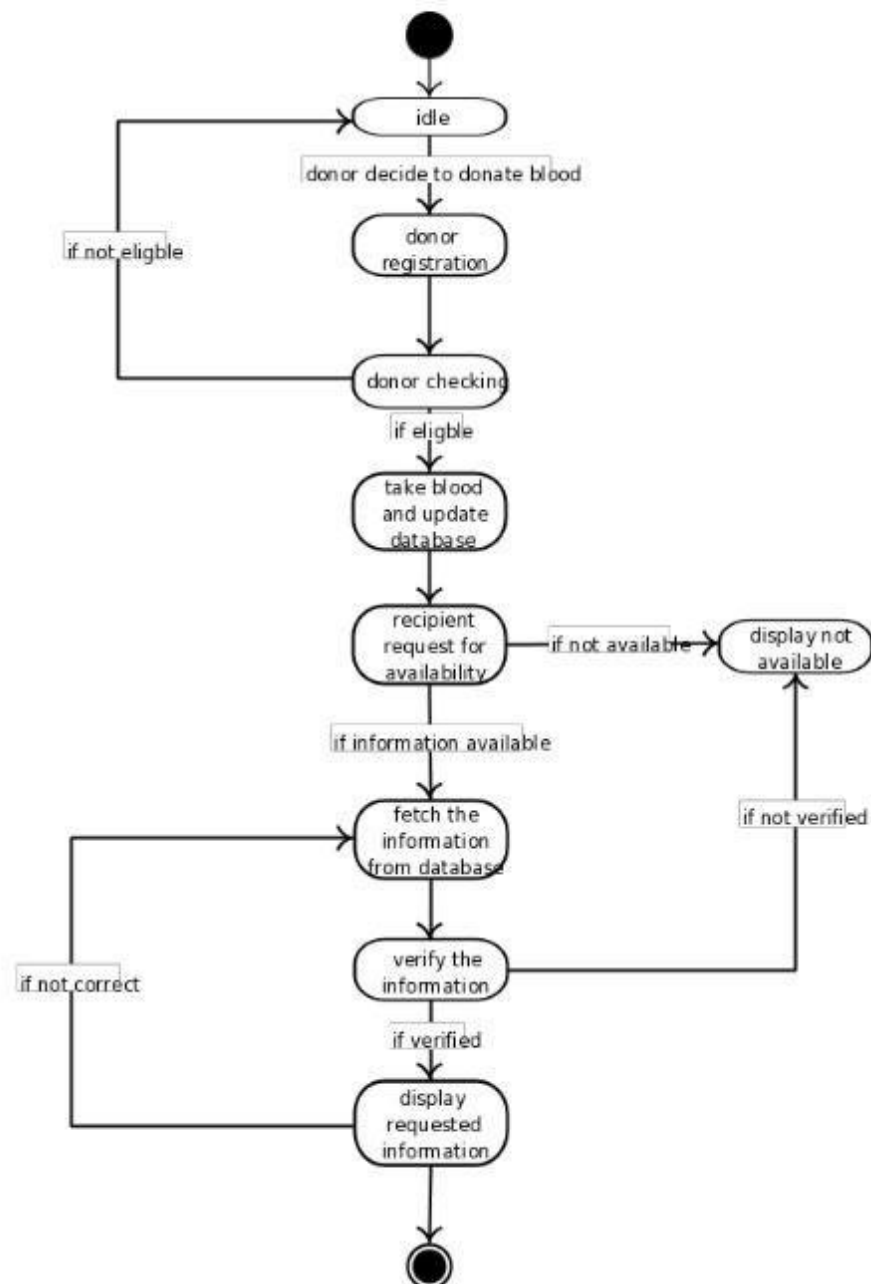 idle
donor decide to donate blood
if not eligble
donor
registration
donor checking
if eligble
take blood
and update
database
recipient
request for
availability
if not available
display not
available
if information available
fetch the
information
from database
if not verified
verify the
information
if not correct
if verified
display
requested
information